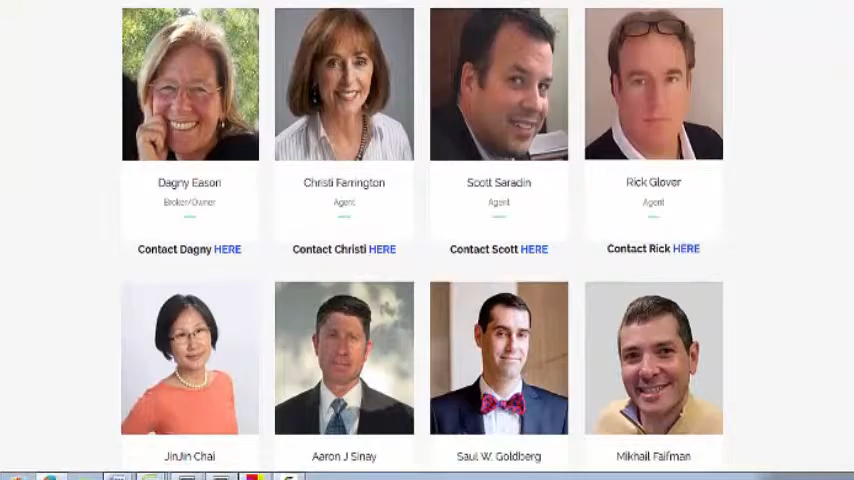 Dagny Eason Christi Farrington Scott Saradin Rick Glover
Broker/Owner Agent Agent Agent
Contact Dagny HERE Contact Christi HERE Contact Scott HERE Contact Rick HERE
JinJin Chai Aaron J Sinay Saul W. Goldberg Mikhail Faifman